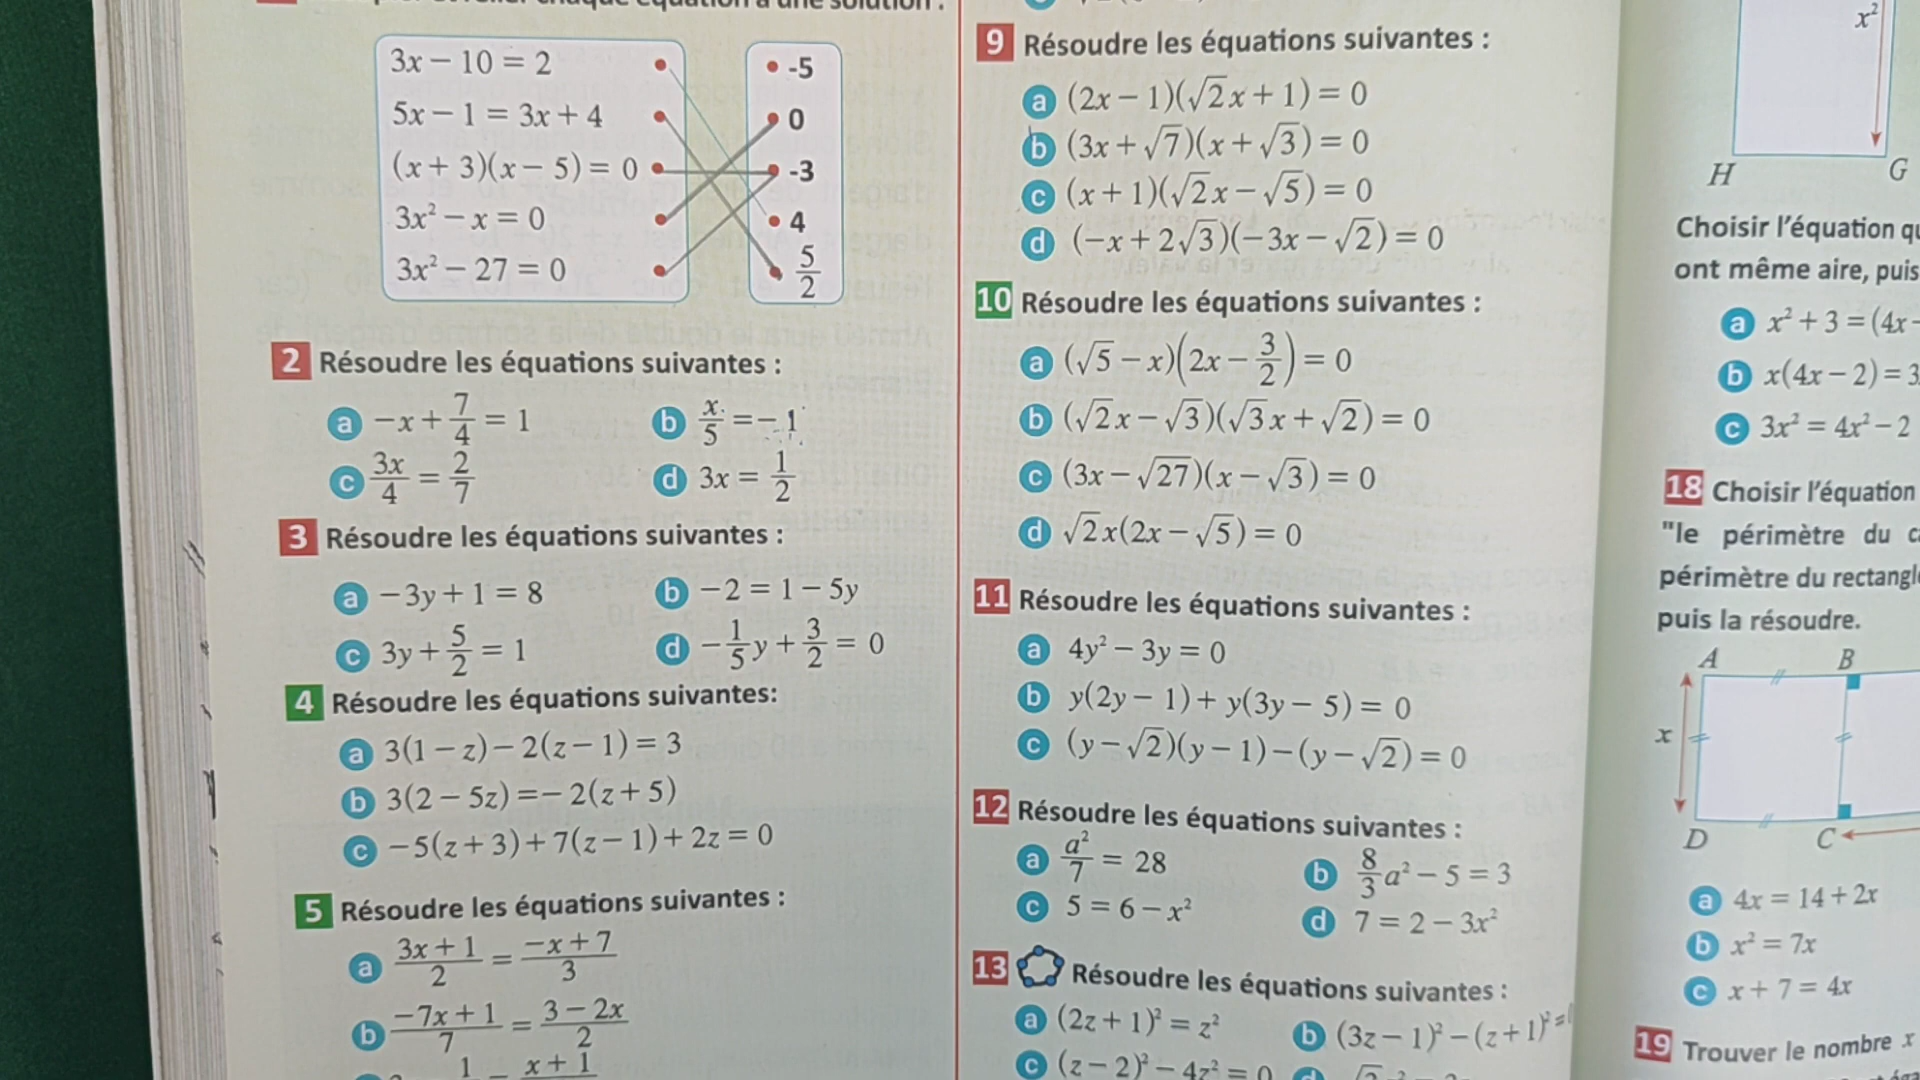 3x − 10 = 2
5x − 1 = 3x + 4
(x + 3)(x − 5) = 0
3x² − x = 0
3x² − 27 = 0
-5
0
-3
4
5/2
2 Résoudre les équations suivantes :
a −x + 7/4 = 1 b x/5 = −1
c 3x/4 = 2/7 d 3x = 1/2
3 Résoudre les équations suivantes :
a −3y + 1 = 8 b −2 = 1 − 5y
c 3y + 5/2 = 1 d −1/5 y + 3/2 = 0
4 Résoudre les équations suivantes:
a 3(1 − z) − 2(z − 1) = 3
b 3(2 − 5z) = − 2(z + 5)
c −5(z + 3) + 7(z − 1) + 2z = 0
5 Résoudre les équations suivantes :
a (3x + 1)/2 = (−x + 7)/3
b (−7x + 1)/7 = (3 − 2x)/2
9 Résoudre les équations suivantes :
a (2x − 1)(√2x + 1) = 0
b (3x + √7)(x + √3) = 0
c (x + 1)(√2x − √5) = 0
d (−x + 2√3)(−3x − √2) = 0
10 Résoudre les équations suivantes :
a (√5 − x)(2x − 3/2) = 0
b (√2x − √3)(√3x + √2) = 0
c (3x − √27)(x − √3) = 0
d √2x(2x − √5) = 0
11 Résoudre les équations suivantes :
a 4y² − 3y = 0
b y(2y − 1) + y(3y − 5) = 0
c (y − √2)(y − 1) − (y − √2) = 0
12 Résoudre les équations suivantes :
a a²/7 = 28 b 8/3 a² − 5 = 3
c 5 = 6 − x² d 7 = 2 − 3x²
13 Résoudre les équations suivantes :
a (2z + 1)² = z² b (3z − 1)² − (z + 1)² =
c (z − 2)² − 4z² = 0 d
x²
H G
Choisir l'équation
ont même aire, puis
a x² + 3 = (4x
b x(4x − 2) = 3
c 3x² = 4x² − 2
18 Choisir l'équation
"le périmètre du
périmètre du
puis la résoudre.
A B
x
D C
a 4x = 14 + 2x
b x² = 7x
c x + 7 = 4x
19 Trouver le nombre x